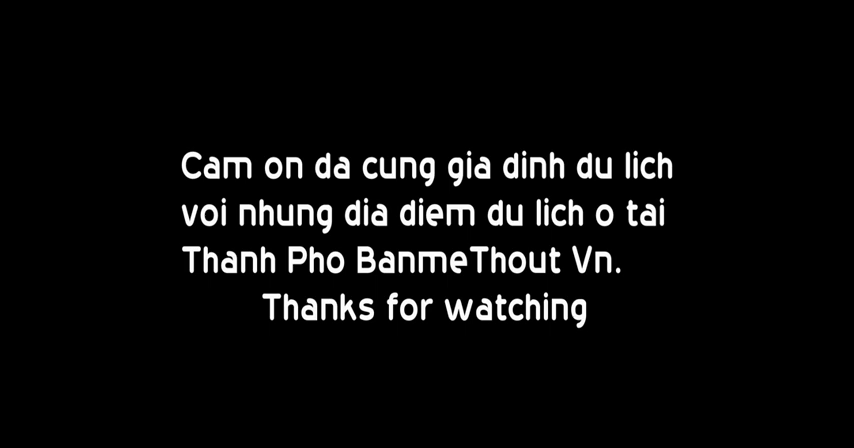 Cam on da cung gia dinh du lich
voi nhung dia diem du lich o tai
Thanh Pho BanmeThout Vn.
Thanks for watching